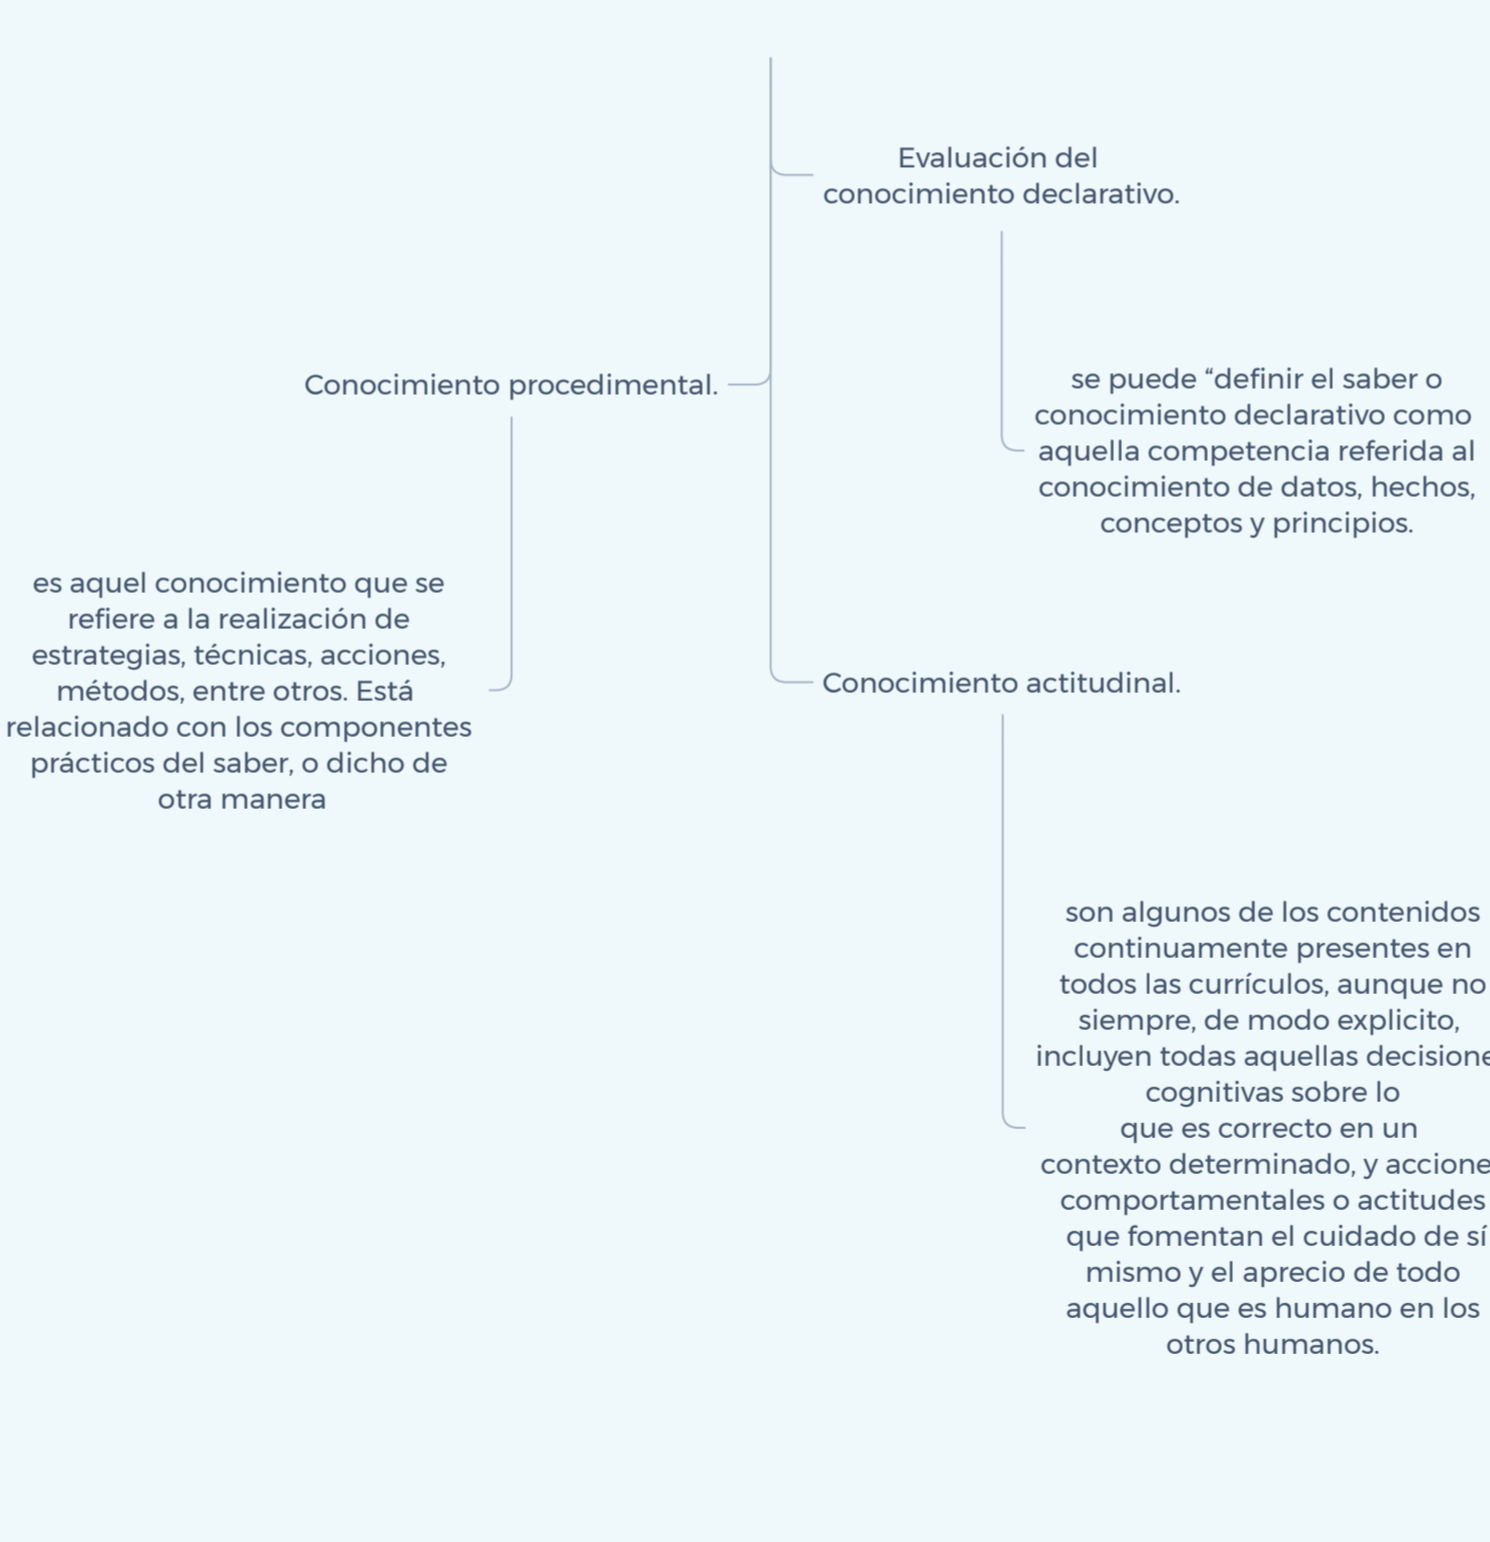 Evaluación del
conocimiento declarativo.
se puede “definir el saber o
conocimiento declarativo como
aquella competencia referida al
conocimiento de datos, hechos,
conceptos y principios.
Conocimiento procedimental.
es aquel conocimiento que se
refiere a la realización de
estrategias, técnicas, acciones,
métodos, entre otros. Está
relacionado con los componentes
prácticos del saber, o dicho de
otra manera
Conocimiento actitudinal.
son algunos de los contenidos
continuamente presentes en
todos las currículos, aunque no
siempre, de modo explicito,
incluyen todas aquellas decisione
cognitivas sobre lo
que es correcto en un
contexto determinado, y accione
comportamentales o actitudes
que fomentan el cuidado de sí
mismo y el aprecio de todo
aquello que es humano en los
otros humanos.